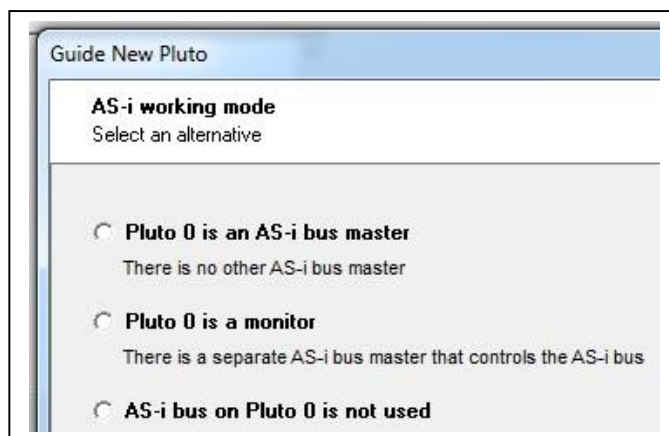 Guide New Pluto
AS-i working mode
Select an alternative
Pluto 0 is an AS-i bus master
There is no other AS-i bus master
Pluto 0 is a monitor
There is a separate AS-i bus master that controls the AS-i bus
AS-i bus on Pluto 0 is not used